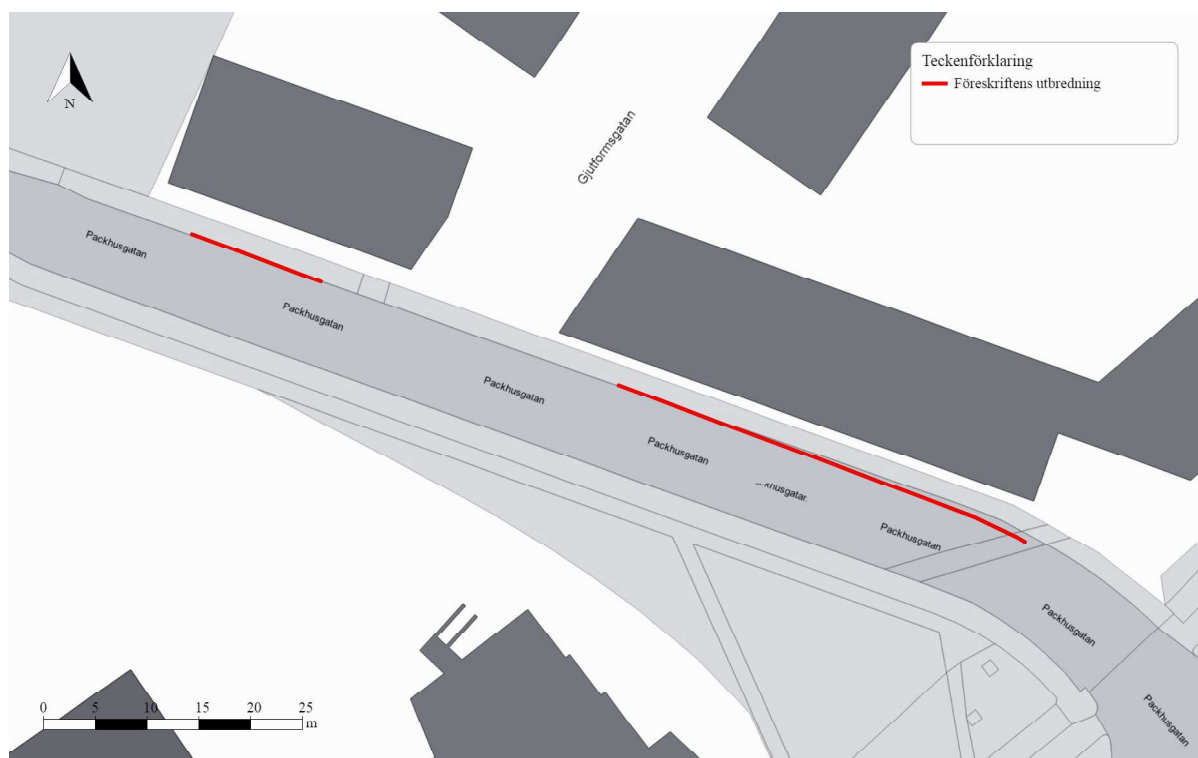 Teckenförklaring
Föreskriftens utbredning
N
Gjutformsgatan
Packhusgatan
Packhusgatan
Packhusgatan
Packhusgatan
Packhusgatan
Packhusgatan
Packhusgatan
0 5 10 15 20 25
m